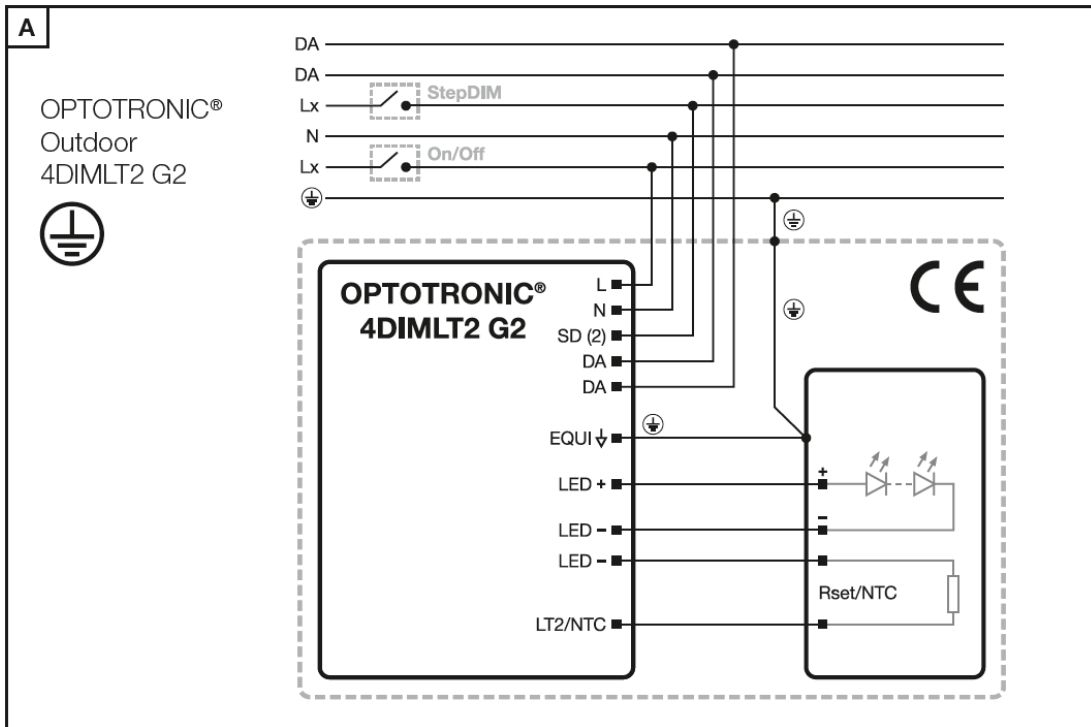 A
OPTOTRONIC®
Outdoor
4DIMLT2 G2
DA
DA
Lx StepDIM
N
Lx On/Off
CE
OPTOTRONIC®
4DIMLT2 G2
L
N
SD (2)
DA
DA
EQUI
LED +
LED -
LED -
LT2/NTC
+
-
Rset/NTC